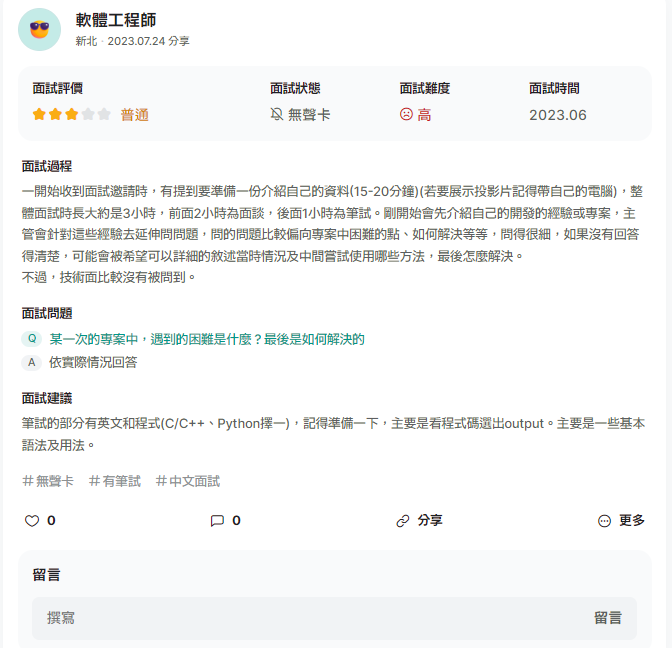 軟體工程師
新北 · 2023.07.24 分享
面試評價 面試狀態 面試難度 面試時間
普通 無聲卡 高 2023.06
面試過程
一開始收到面試邀請時，有提到要準備一份介紹自己的資料(15-20分鐘)(若要展示投影片記得帶自己的電腦)，整
體面試時長大約是3小時，前面2小時為面談，後面1小時為筆試。剛開始會先介紹自己的開發的經驗或專案，主
管會針對這些經驗去延伸問問題，問的問題比較偏向專案中困難的點、如何解決等等，問得很細，如果沒有回答
得清楚，可能會被希望可以詳細的敘述當時情況及中間嘗試使用哪些方法，最後怎麼解決。
不過，技術面比較沒有被問到。
面試問題
Q 某一次的專案中，遇到的困難是什麼？最後是如何解決的
A 依實際情況回答
面試建議
筆試的部分有英文和程式(C/C++、Python擇一)，記得準備一下，主要是看程式碼選出output。主要是一些基本
語法及用法。
#無聲卡 #有筆試 #中文面試
0 0 分享 更多
留言
撰寫 留言